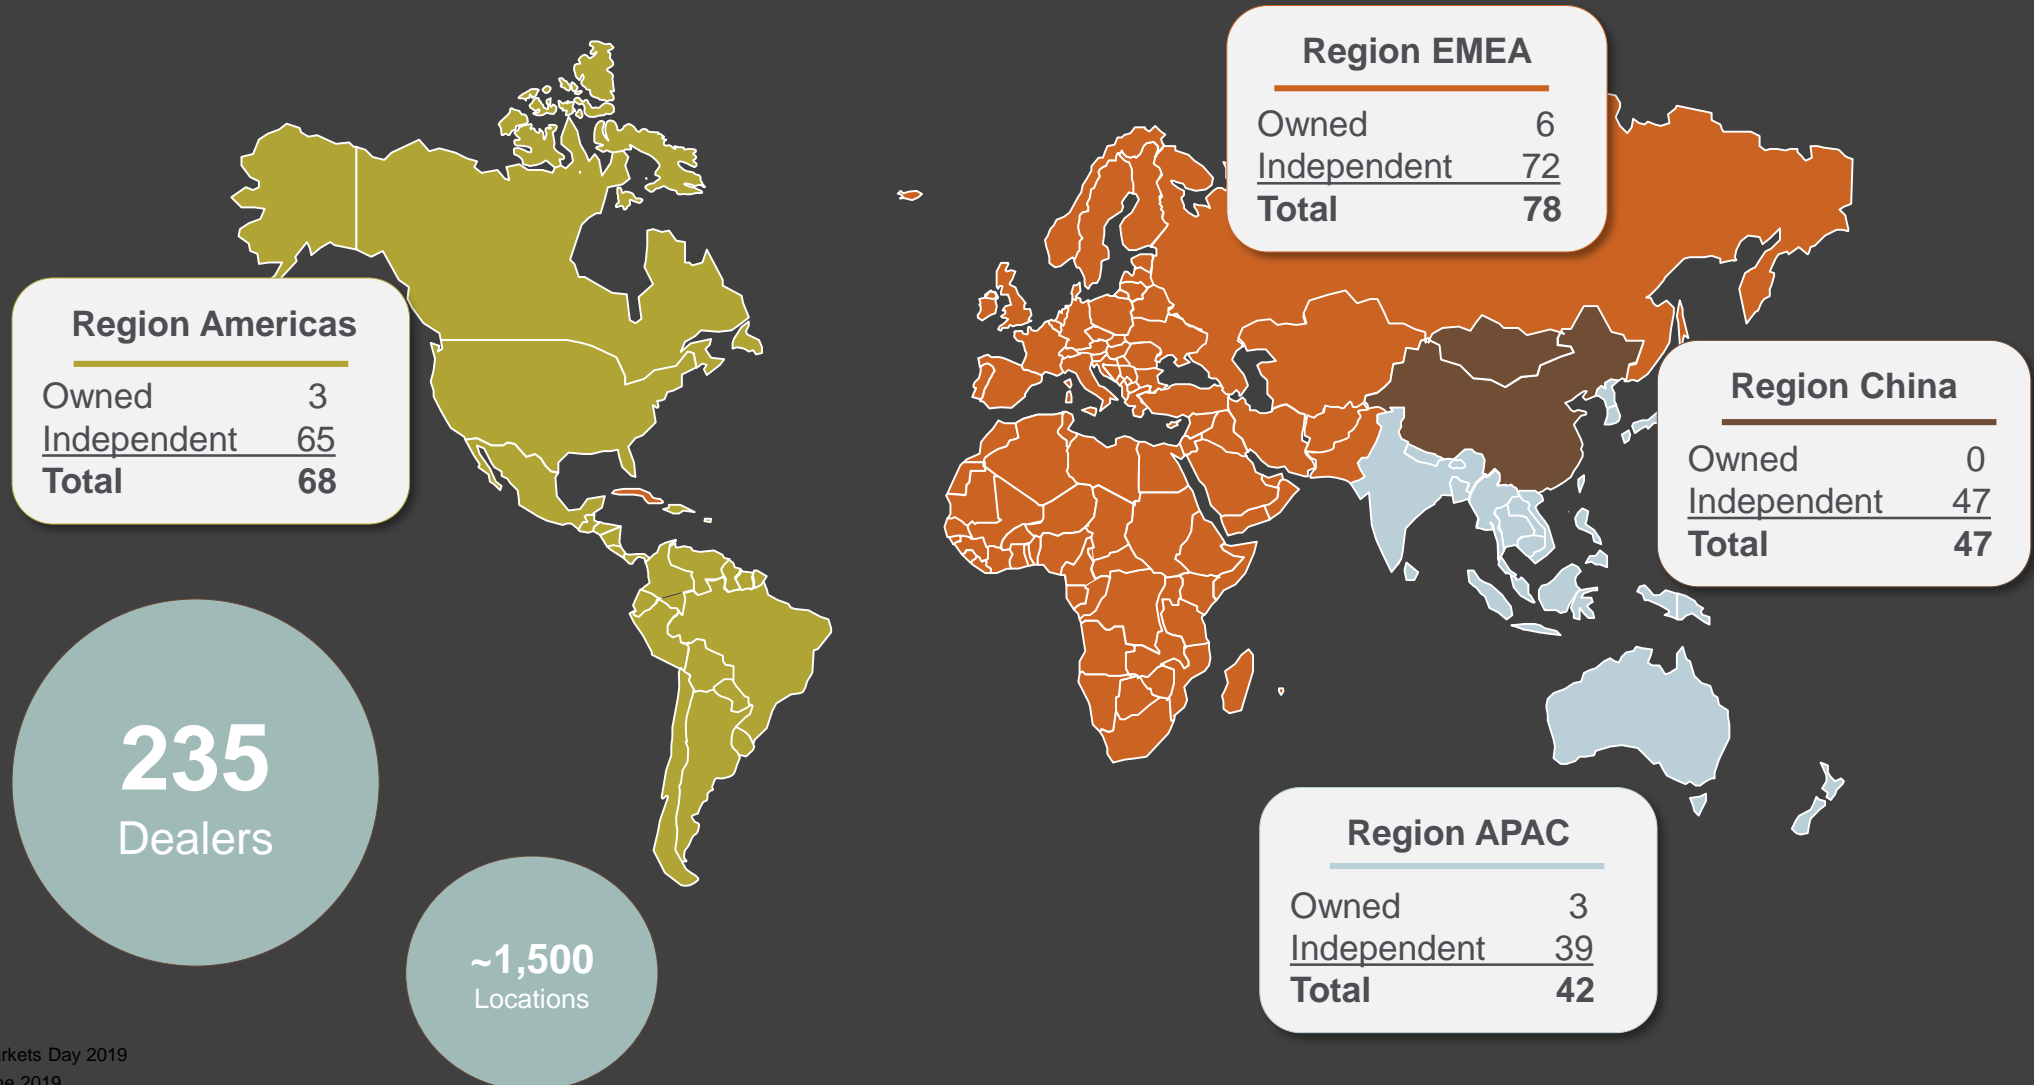 Region EMEA
Owned 6
Independent 72
Total 78
Region Americas
Owned 3
Independent 65
Total 68
Region China
Owned 0
Independent 47
Total 47
235
Dealers
Region APAC
Owned 3
Independent 39
Total 42
~1,500
Locations
Day 2019
2019